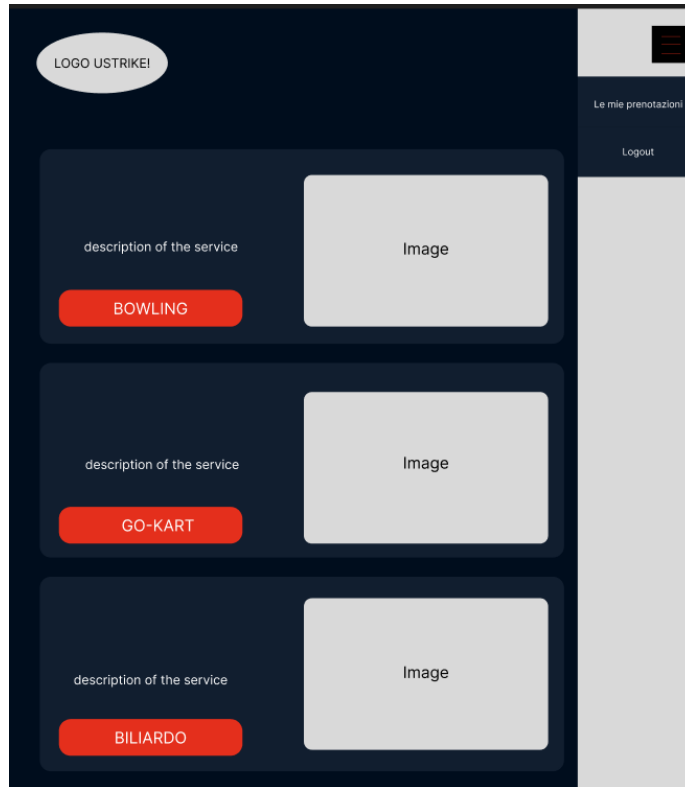 LOGO USTRIKE!
Le mie prenotazioni
Logout
description of the service
Image
BOWLING
description of the service
Image
GO-KART
description of the service
Image
BILIARDO